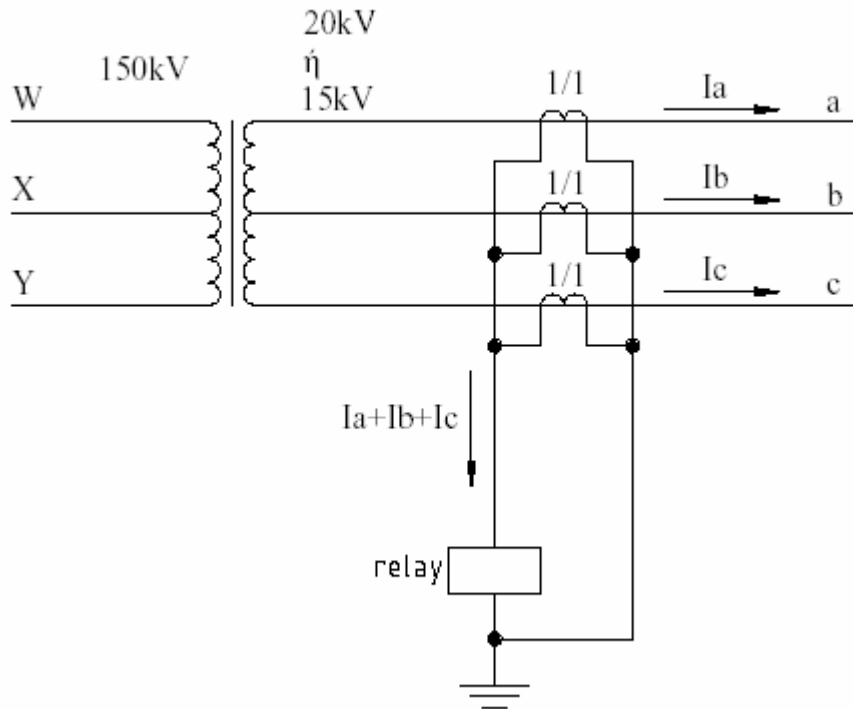 20kV
150kV
ή
15kV
W
1/1
Ia
a
X
1/1
Ib
b
Y
1/1
Ic
c
Ia+Ib+Ic
relay